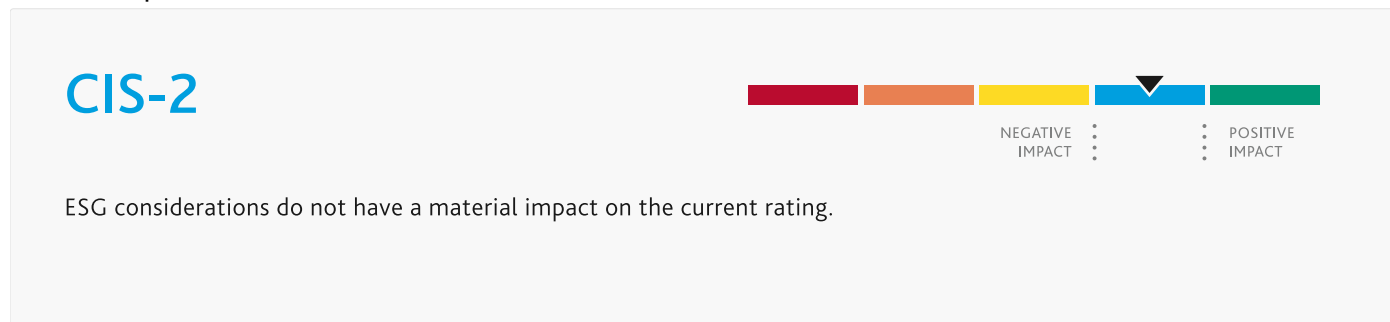 CIS-2
NEGATIVE
IMPACT
POSITIVE
IMPACT
ESG considerations do not have a material impact on the current rating.